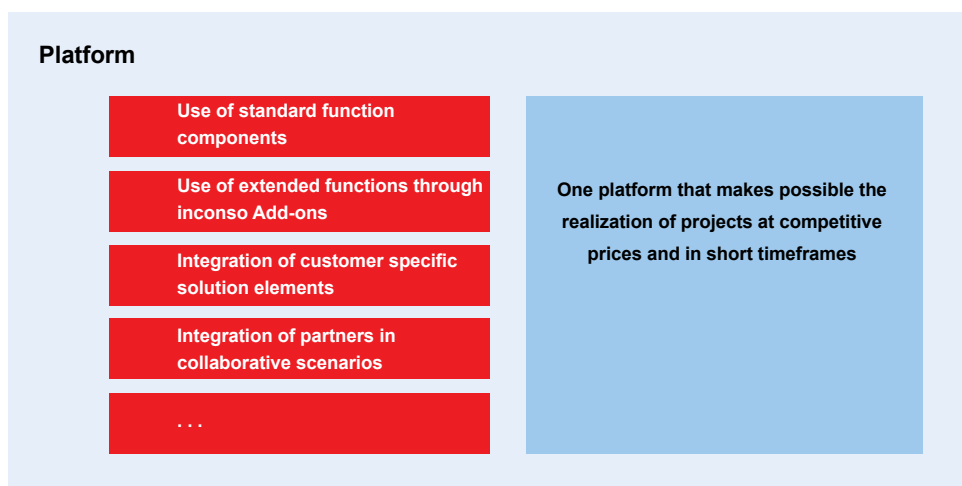 Platform
Use of standard function
components
Use of extended functions through
inconso Add-ons
Integration of customer specific
solution elements
Integration of partners in
collaborative scenarios
. . .
One platform that makes possible the
realization of projects at competitive
prices and in short timeframes